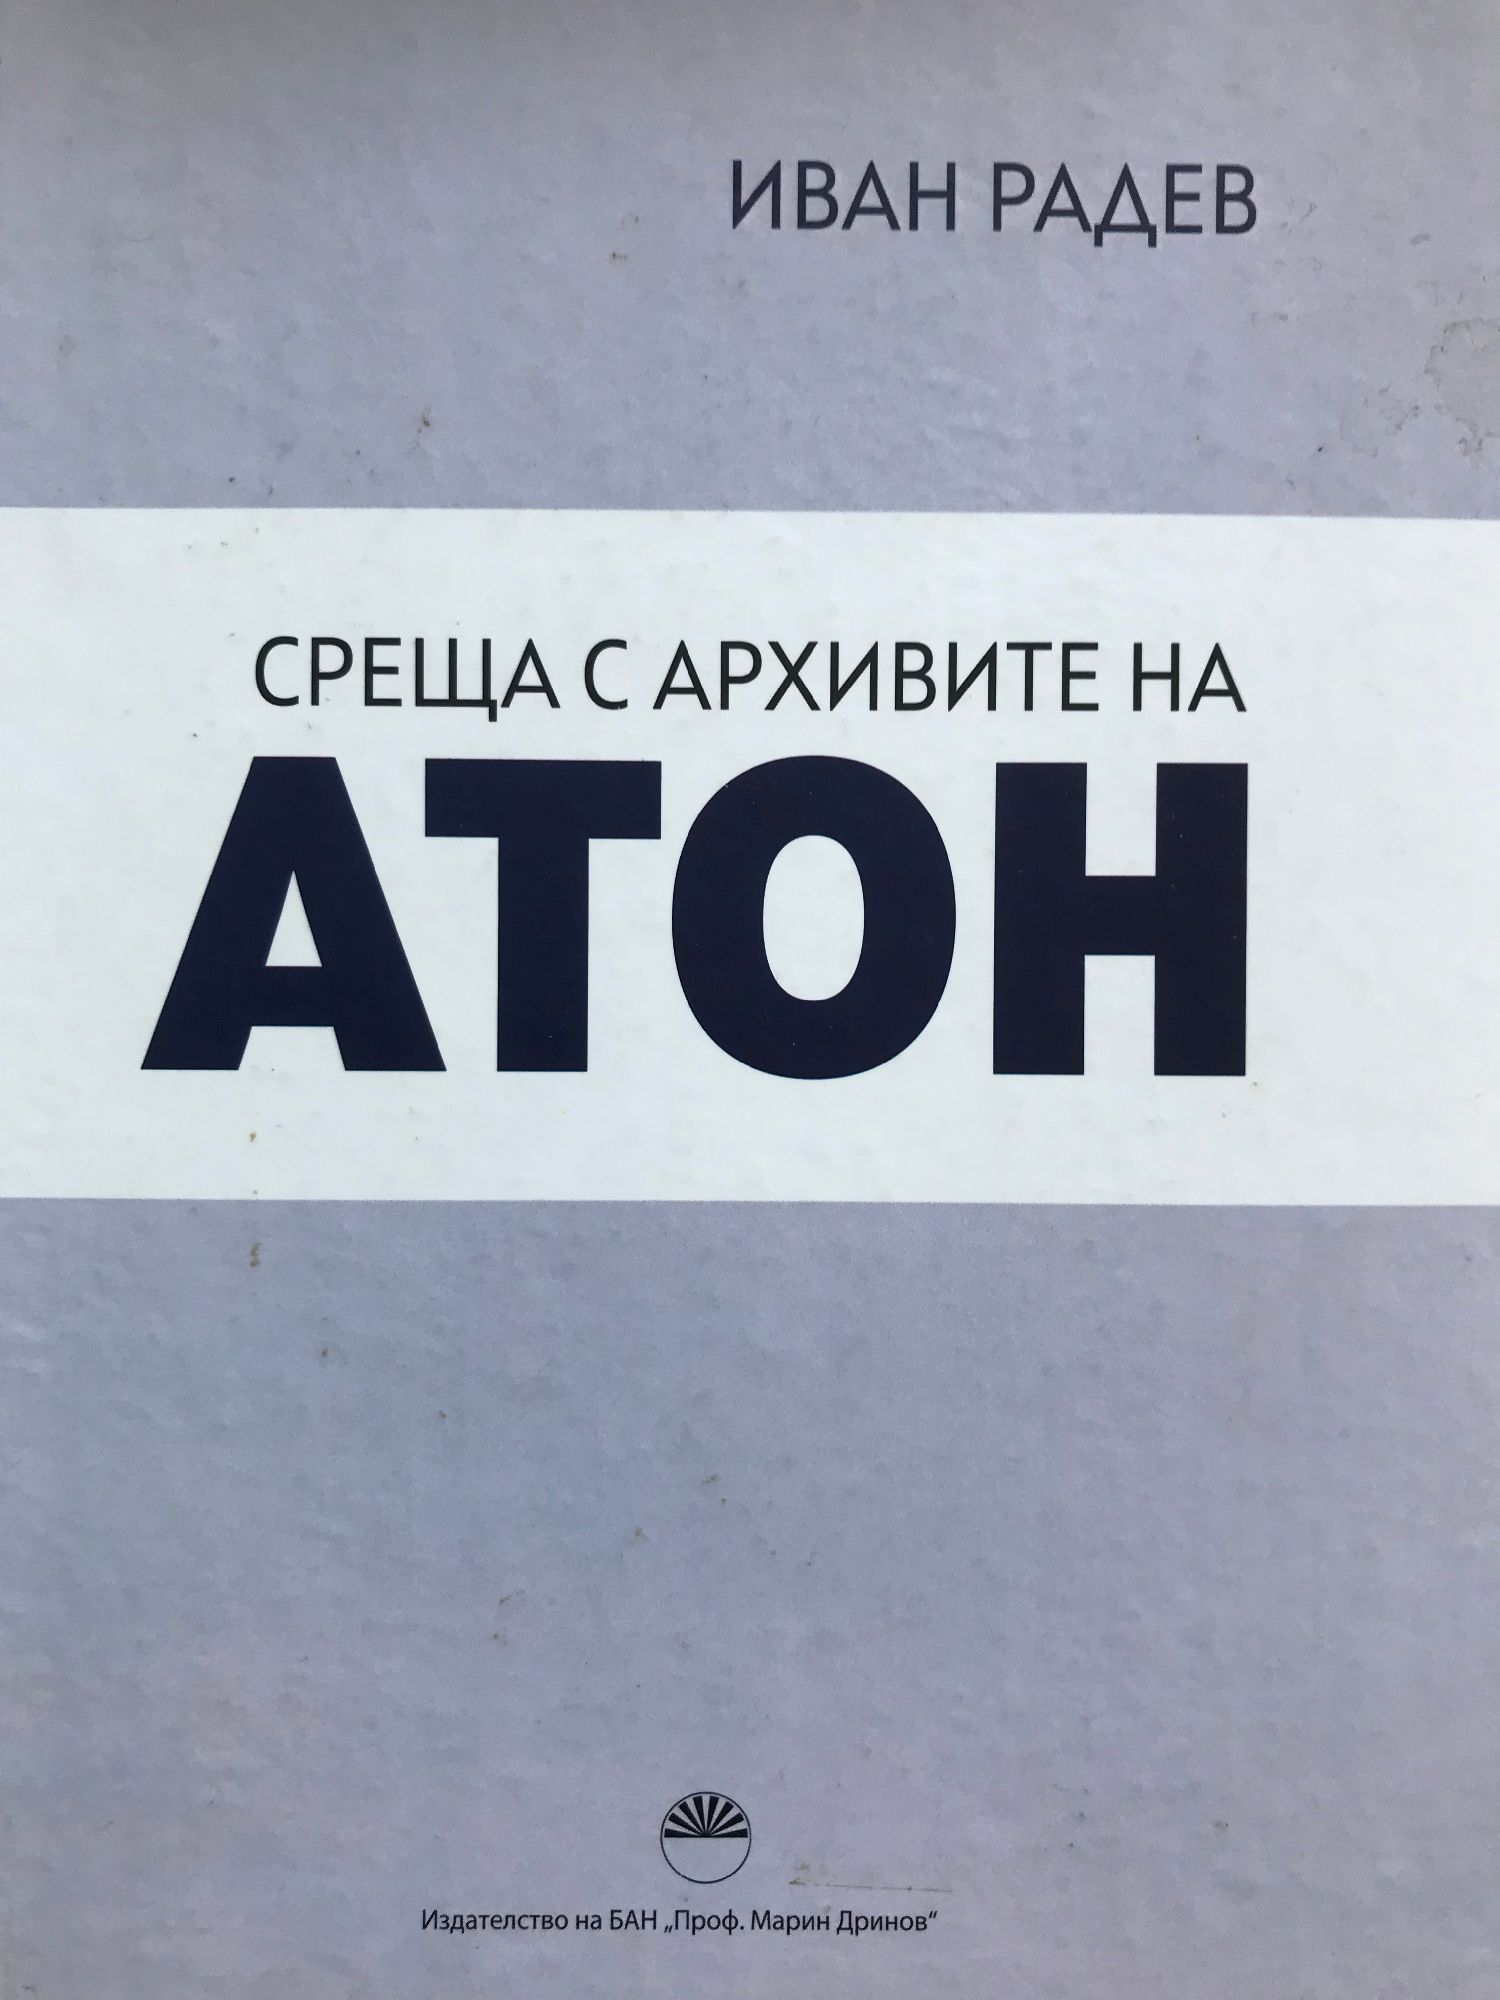 ИВАН РАДЕВ
СРЕЩА С АРХИВИТЕ НА
АТОН
Издателство на БАН „Проф. Марин Дринов“